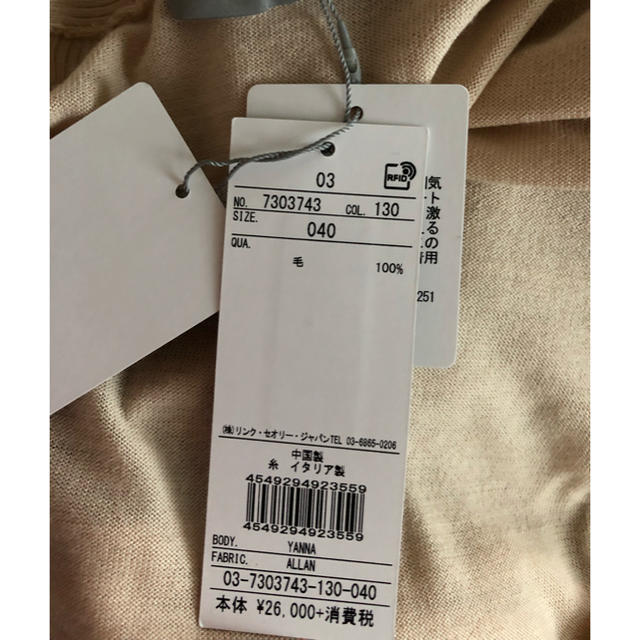 03
RFID
NO. 7303743 COL. 130
SIZE.
040
QUA.
毛 100%
(株)リンク・セオリー・ジャパンTEL 03-6865-0206
中国製
糸 イタリア製
4549294923559
4549294923559
BODY. YANNA
FABRIC. ALLAN
03-7303743-130-040
本体 ¥26,000+消費税
気
ト激
るの
用
251